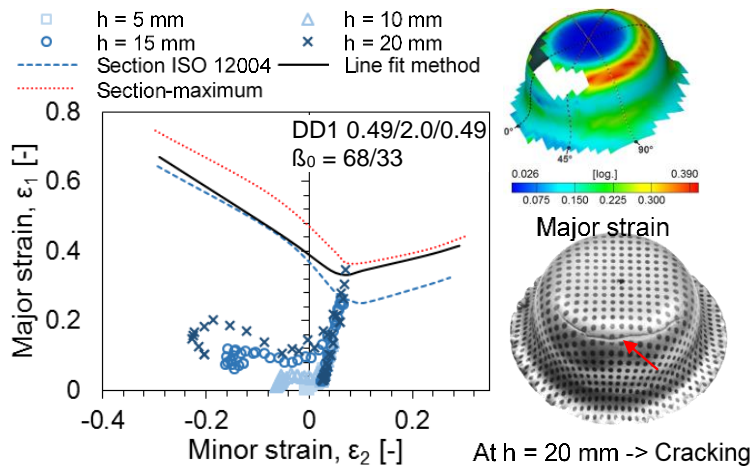 h = 5 mm
h = 10 mm
h = 15 mm
h = 20 mm
Section ISO 12004
Line fit method
Section-maximum
0.8
0.6
0.4
0.2
0
-0.4
-0.2
0
0.2
Major strain, ε1 [-]
Minor strain, ε2 [-]
DD1 0.49/2.0/0.49
ß0 = 68/33
0°
45°
90°
0.026
[log.]
0.390
0.075
0.150
0.225
0.300
Major strain
At h = 20 mm -> Cracking